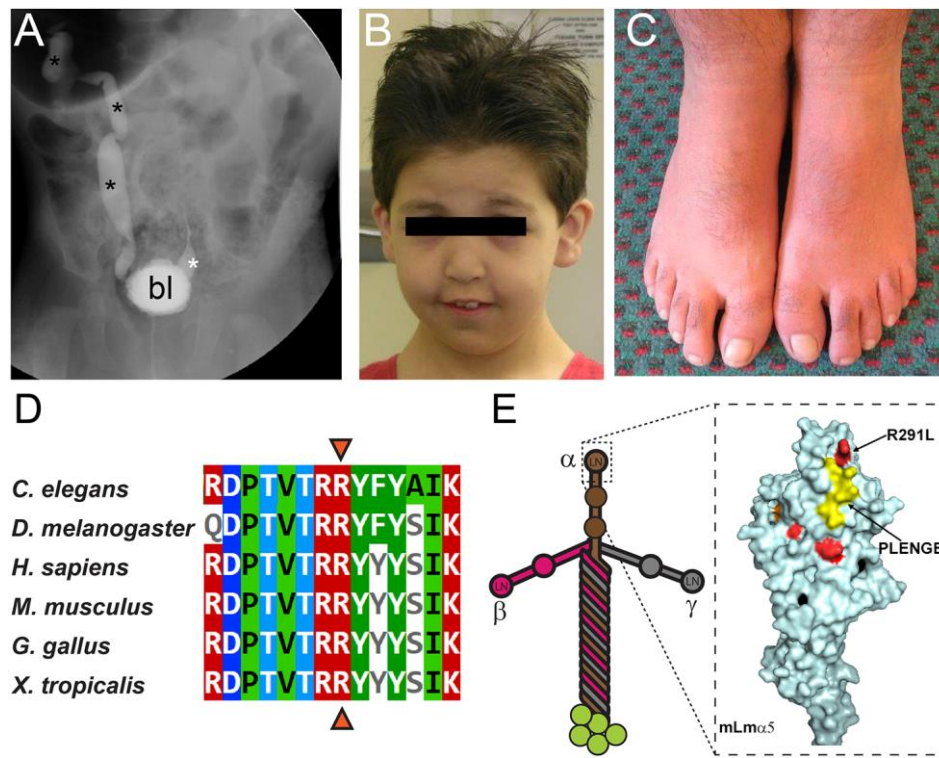 A
B
C
*
*
*
*
bl
D
C. elegans RDPTVTRRYFYAIK
D. melanogaster QDPTVTRRYFYSIK
H. sapiens RDPTVTRRYYYSIK
M. musculus RDPTVTRRYYYSIK
G. gallus RDPTVTRRYYYSIK
X. tropicalis RDPTVTRRYYYSIK
E
α
LN
LN
β
LN
γ
R291L
PLENGE
mLmα5